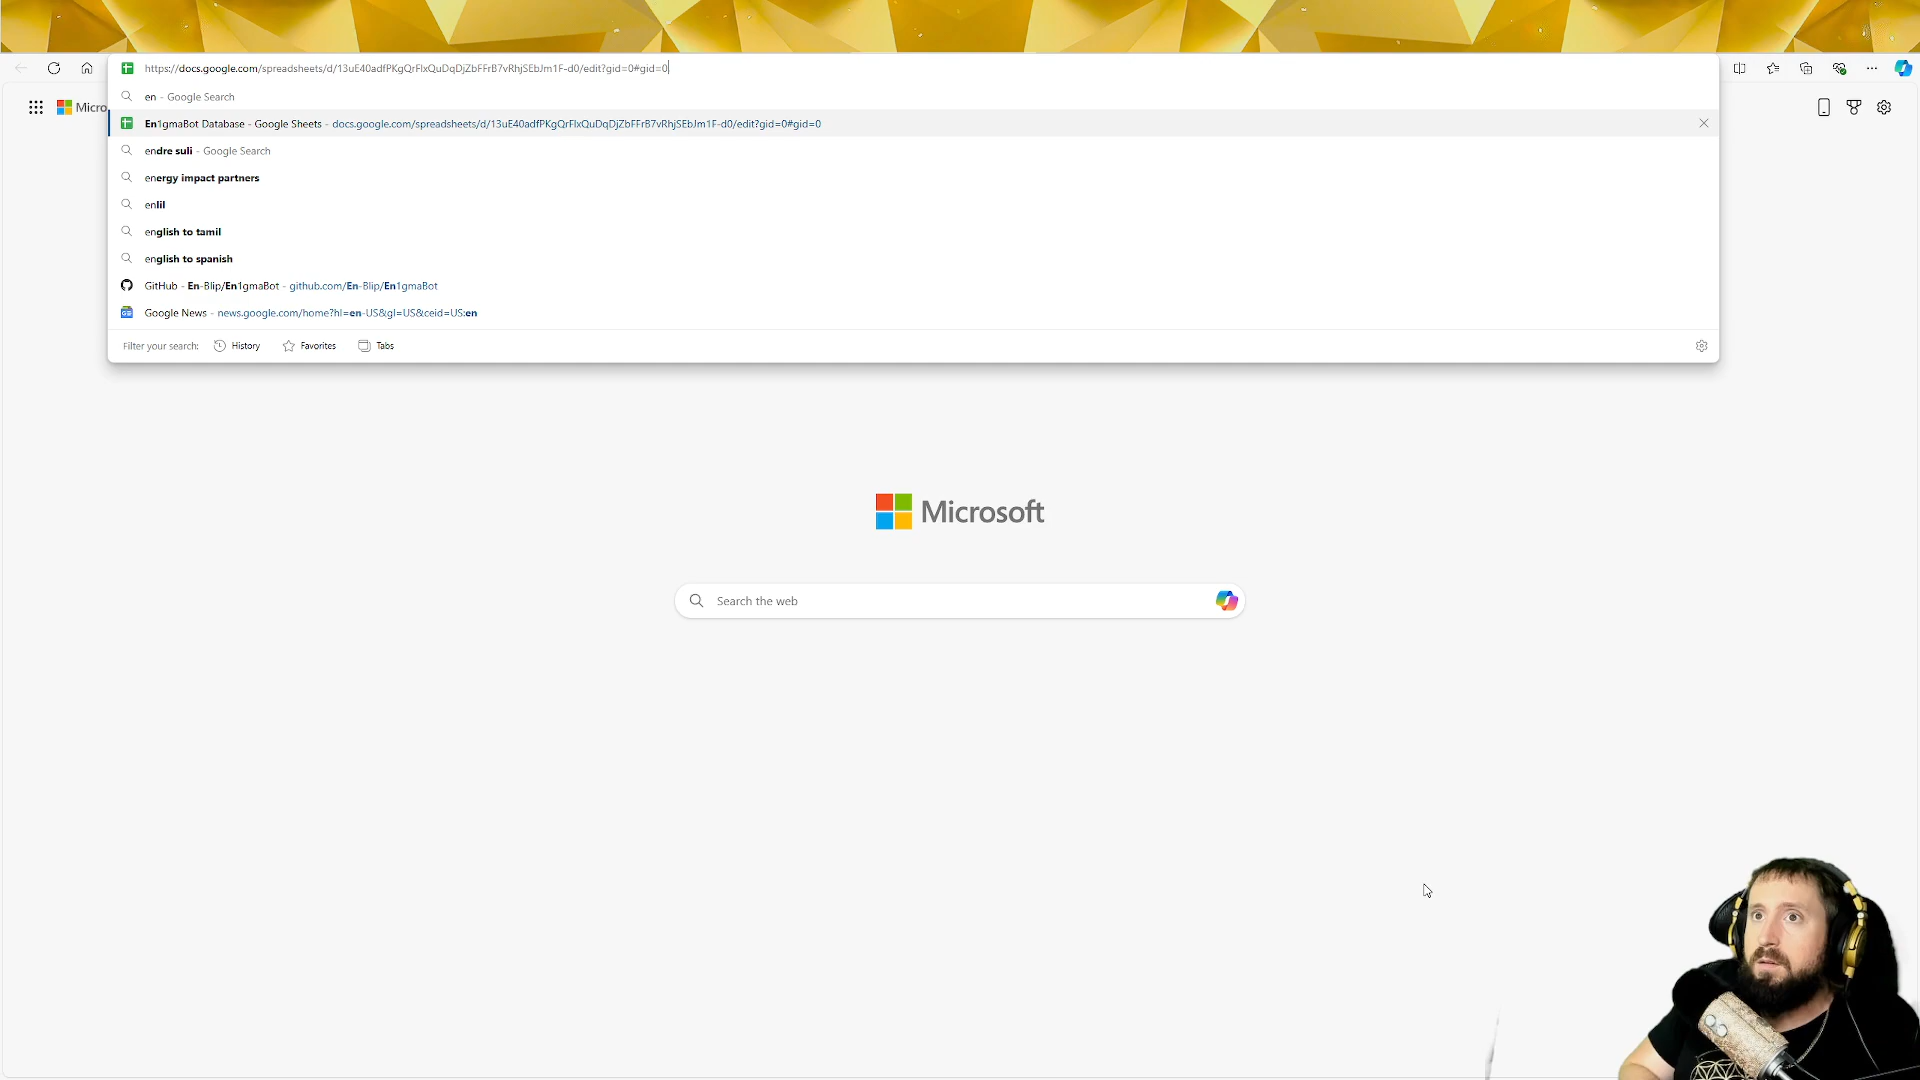 https://docs.google.com/spreadsheets/d/13uE40adfPKgQrFlxQuDqDjZbFFrB7vRhjSEbJm1F-d0/edit?gid=0#gid=0
en - Google Search
Micro
En1gmaBot Database - Google Sheets - docs.google.com/spreadsheets/d/13uE40adfPKgQrFlxQuDqDjZbFFrB7vRhjSEbJm1F-d0/edit?gid=0#gid=0
endre suli - Google Search
energy impact partners
enlil
english to tamil
english to spanish
GitHub - En-Blip/En1gmaBot - github.com/En-Blip/En1gmaBot
Google News - news.google.com/home?hl=en-US&gl=US&ceid=US:en
Filter your search: History Favorites Tabs
Microsoft
Search the web